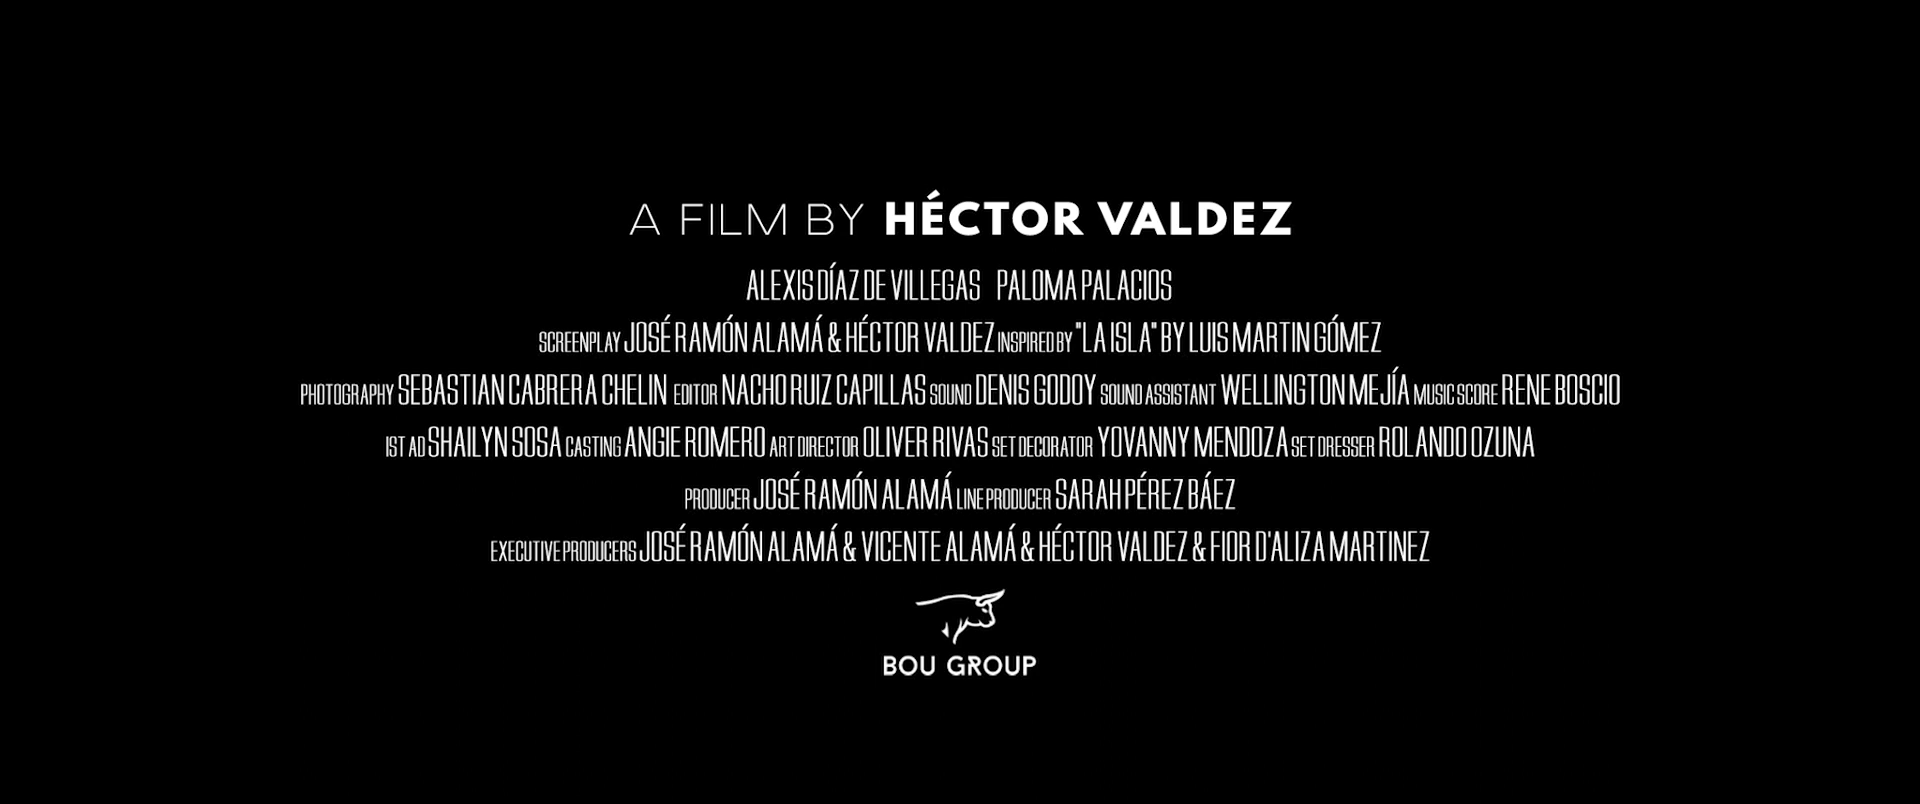 A FILM BY HÉCTOR VALDEZ
ALEXIS DÍAZ DE VILLEGAS PALOMA PALACIOS
SCREENPLAY JOSÉ RAMÓN ALAMÁ & HÉCTOR VALDEZ INSPIRED BY "LA ISLA" BY LUIS MARTIN GÓMEZ
PHOTOGRAPHY SEBASTIAN CABRERA CHELIN EDITOR NACHO RUIZ CAPILLAS SOUND DENIS GODOY SOUND ASSISTANT WELLINGTON MEJÍA MUSIC SCORE RENE BOSCIO
1ST AD SHAILYN SOSA CASTING ANGIE ROMERO ART DIRECTOR OLIVER RIVAS SET DECORATOR YOVANNY MENDOZA SET DRESSER ROLANDO OZUNA
PRODUCER JOSÉ RAMÓN ALAMÁ LINE PRODUCER SARAH PÉREZ BÁEZ
EXECUTIVE PRODUCERS JOSÉ RAMÓN ALAMÁ & VICENTE ALAMÁ & HÉCTOR VALDEZ & FIOR D'ALIZA MARTINEZ
BOU GROUP